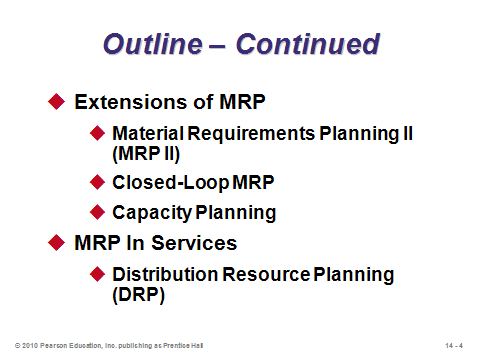 Outline – Continued
Extensions of MRP
Material Requirements Planning II
(MRP II)
Closed-Loop MRP
Capacity Planning
MRP In Services
Distribution Resource Planning
(DRP)
© 2010 Pearson Education, Inc. publishing as Prentice Hall
14 - 4